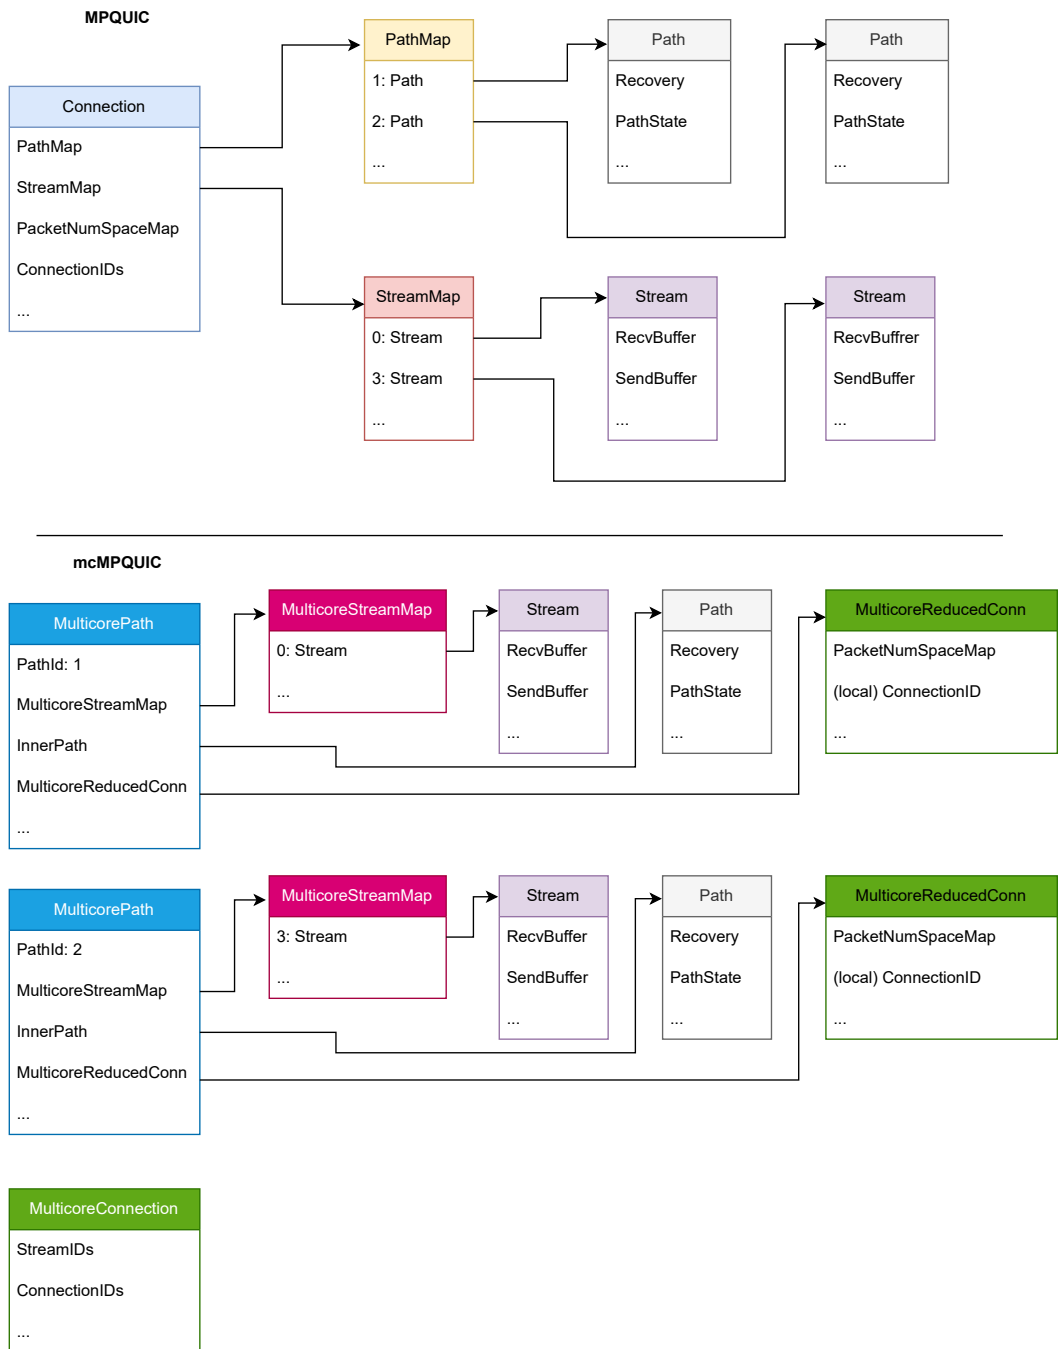 MPQUIC
Connection
PathMap
StreamMap
PacketNumSpaceMap
ConnectionIDs
...
PathMap
1: Path
2: Path
...
Path
Recovery
PathState
...
Path
Recovery
PathState
...
StreamMap
0: Stream
3: Stream
...
Stream
RecvBuffer
SendBuffer
...
Stream
RecvBuffrer
SendBuffer
...
mcMPQUIC
MulticorePath
PathId: 1
MulticoreStreamMap
InnerPath
MulticoreReducedConn
...
MulticoreStreamMap
0: Stream
...
Stream
RecvBuffer
SendBuffer
...
Path
Recovery
PathState
...
MulticoreReducedConn
PacketNumSpaceMap
(local) ConnectionID
...
MulticorePath
PathId: 2
MulticoreStreamMap
InnerPath
MulticoreReducedConn
...
MulticoreStreamMap
3: Stream
...
Stream
RecvBuffer
SendBuffer
...
Path
Recovery
PathState
...
MulticoreReducedConn
PacketNumSpaceMap
(local) ConnectionID
...
MulticoreConnection
StreamIDs
ConnectionIDs
...